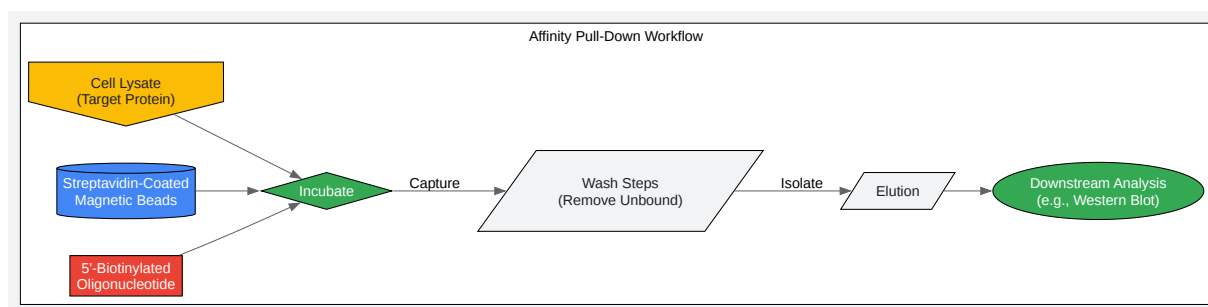 Affinity Pull-Down Workflow
Cell Lysate
(Target Protein)
Streptavidin-Coated
Magnetic Beads
5'-Biotinylated
Oligonucleotide
Incubate
Capture
Wash Steps
(Remove Unbound)
Isolate
Elution
Downstream Analysis
(e.g., Western Blot)